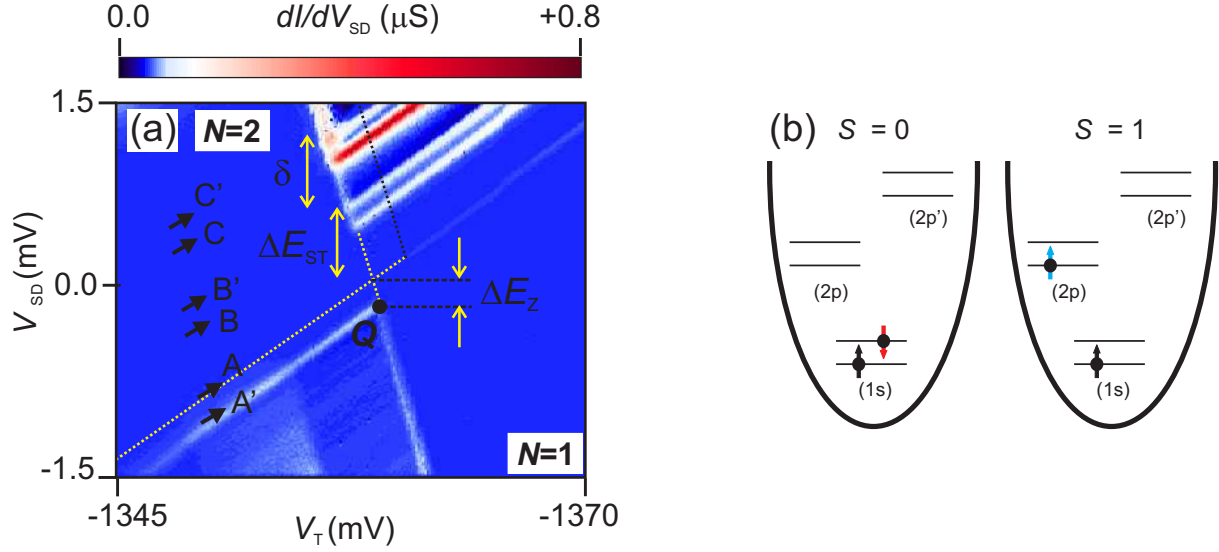 0.0 dI/dV_SD (μS) +0.8
(a) N=2
1.5
0.0
-1.5
V_SD (mV)
δ
ΔE_ST
ΔE_Z
C'
C
B'
B
A
A'
Q
N=1
-1345 V_T (mV) -1370
(b) S = 0 S = 1
(2p')
(2p)
(1s)
(2p')
(2p)
(1s)